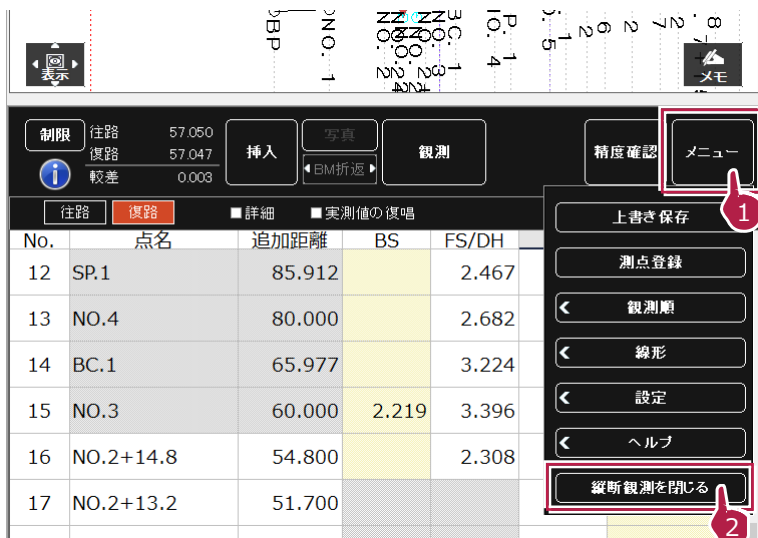 BP
NO. 1
NO. 3
BC. 1
表示
メモ
制限
往路 57.050
復路 57.047
較差 0.003
挿入
写真
BM折返
観測
精度確認
メニュー
1
往路
復路
詳細
実測値の復唱
上書き保存
測点登録
観測順
線形
設定
ヘルプ
縦断観測を閉じる
2
No. 点名 追加距離 BS FS/DH
12 SP.1 85.912 2.467
13 NO.4 80.000 2.682
14 BC.1 65.977 3.224
15 NO.3 60.000 2.219 3.396
16 NO.2+14.8 54.800 2.308
17 NO.2+13.2 51.700